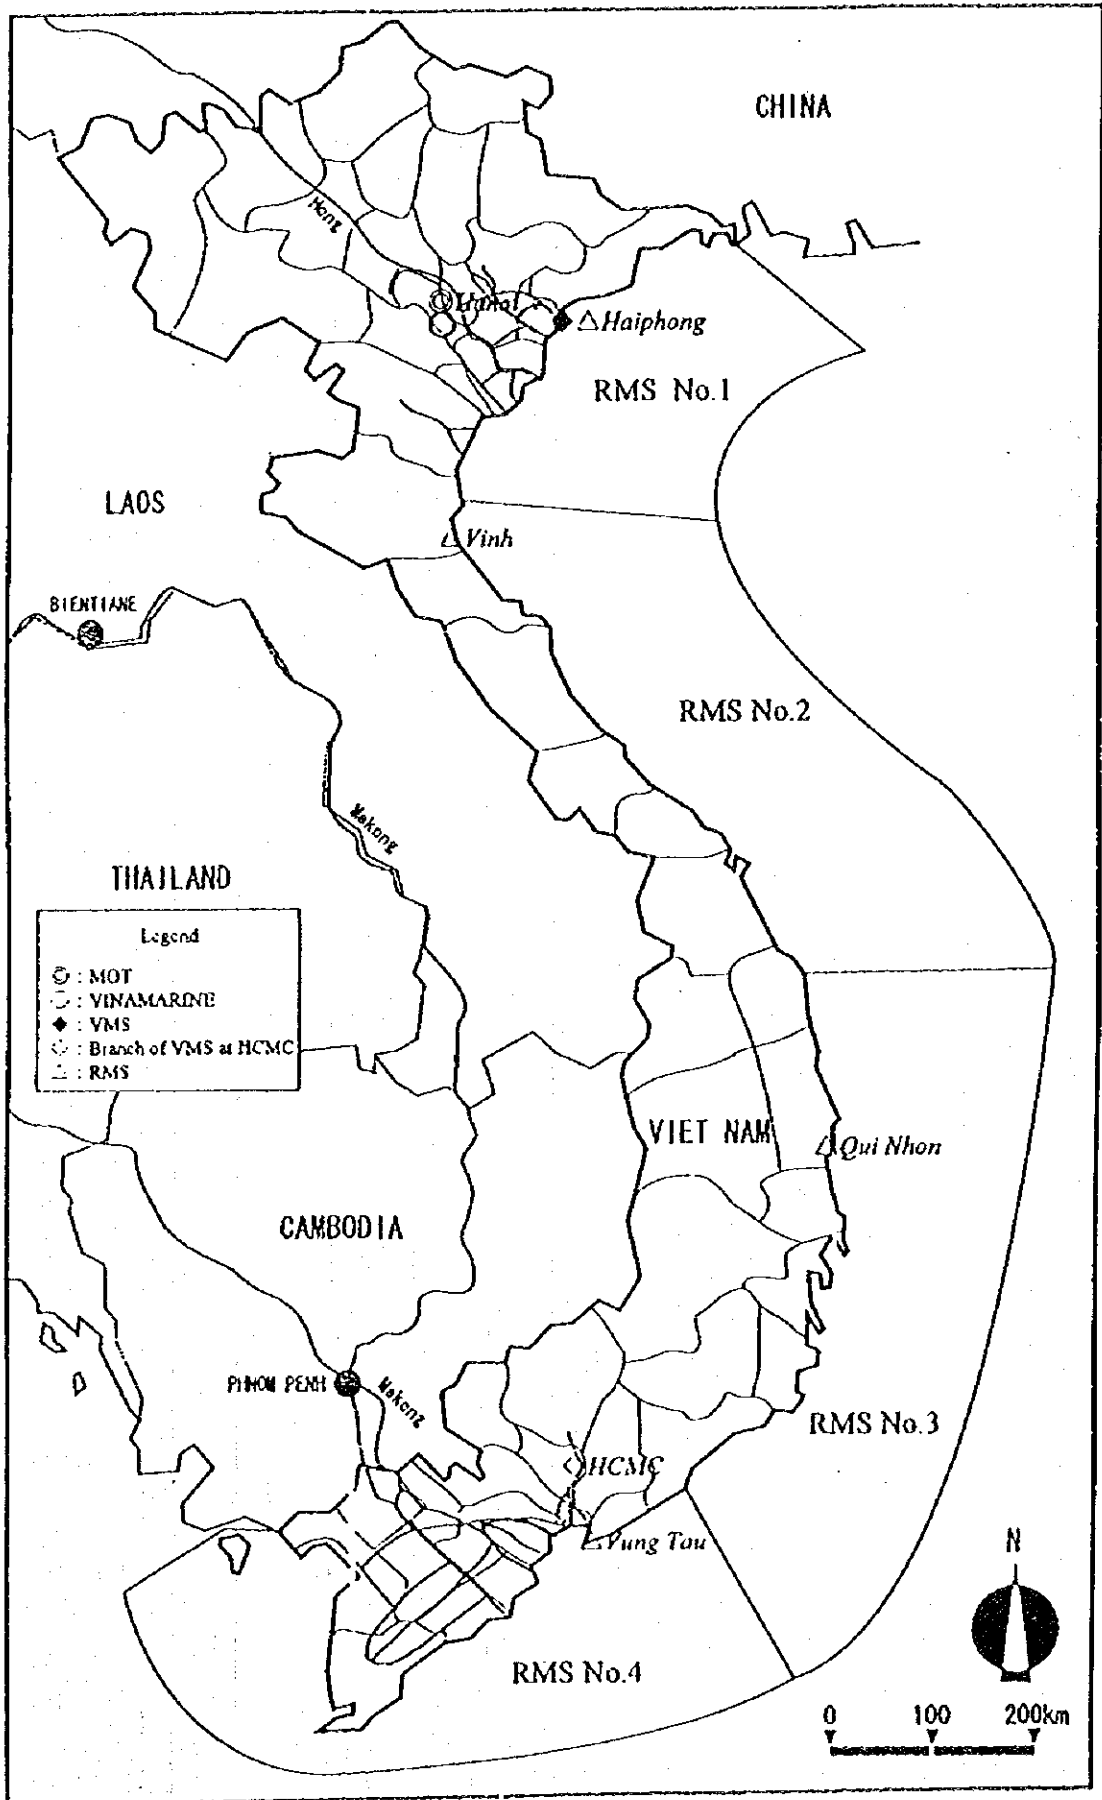 CHINA
Hong
Hanoi
Haiphong
RMS No.1
LAOS
Vinh
BIENTIANE
RMS No.2
Mekong
THAILAND
Legend
: MOT
: VINAMARINE
: VMS
: Branch of VMS at HCMC
: RMS
VIET NAM
Qui Nhon
CAMBODIA
PHNOM PENH
Mekong
RMS No.3
HCMC
Vung Tau
N
RMS No.4
0 100 200km